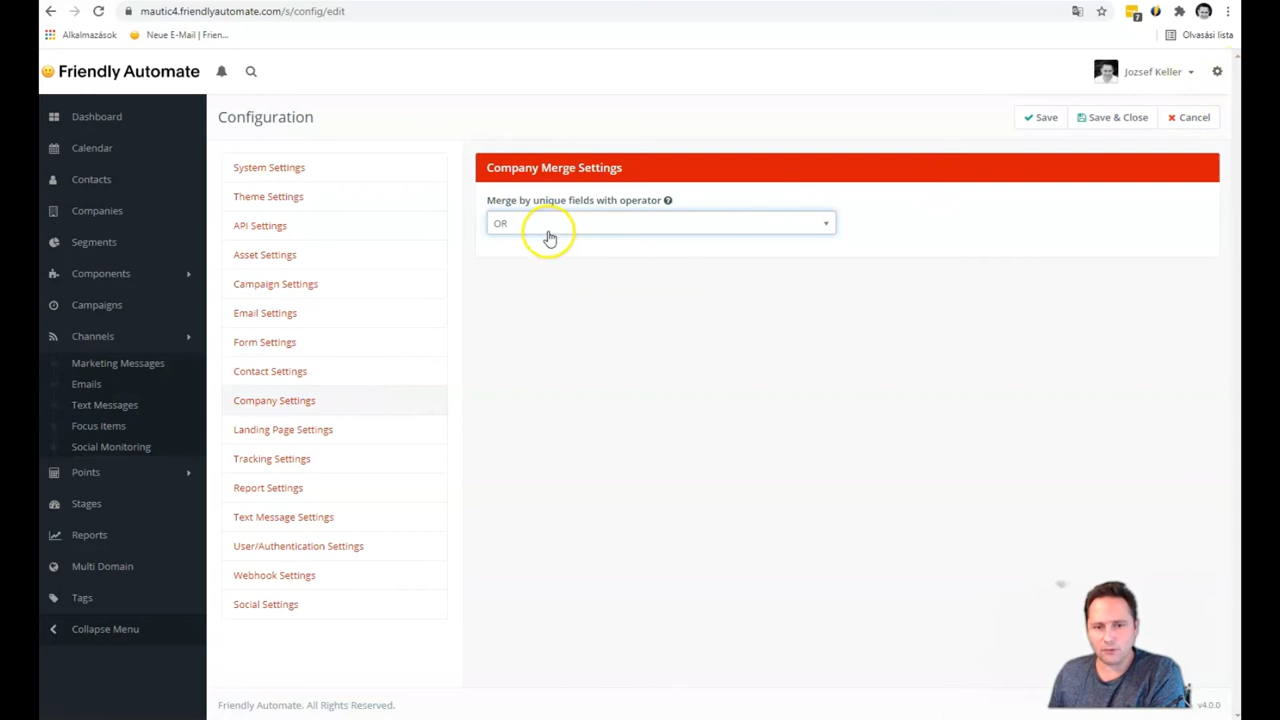 mautic4.friendlyautomate.com/s/config/edit
7
Alkalmazások
Neue E-Mail | Frien...
Olvasási lista
Friendly Automate
Jozsef Keller
Dashboard
Calendar
Contacts
Companies
Segments
Components
Campaigns
Channels
Marketing Messages
Emails
Text Messages
Focus Items
Social Monitoring
Points
Stages
Reports
Multi Domain
Tags
Collapse Menu
Configuration
Save
Save & Close
Cancel
System Settings
Theme Settings
API Settings
Asset Settings
Campaign Settings
Email Settings
Form Settings
Contact Settings
Company Settings
Landing Page Settings
Tracking Settings
Report Settings
Text Message Settings
User/Authentication Settings
Webhook Settings
Social Settings
Company Merge Settings
Merge by unique fields with operator
OR
Friendly Automate. All Rights Reserved.
v4.0.0